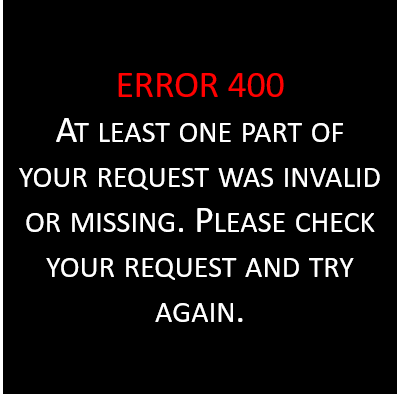 ERROR 400
At least one part of
your request was invalid
or missing. Please check
your request and try
again.